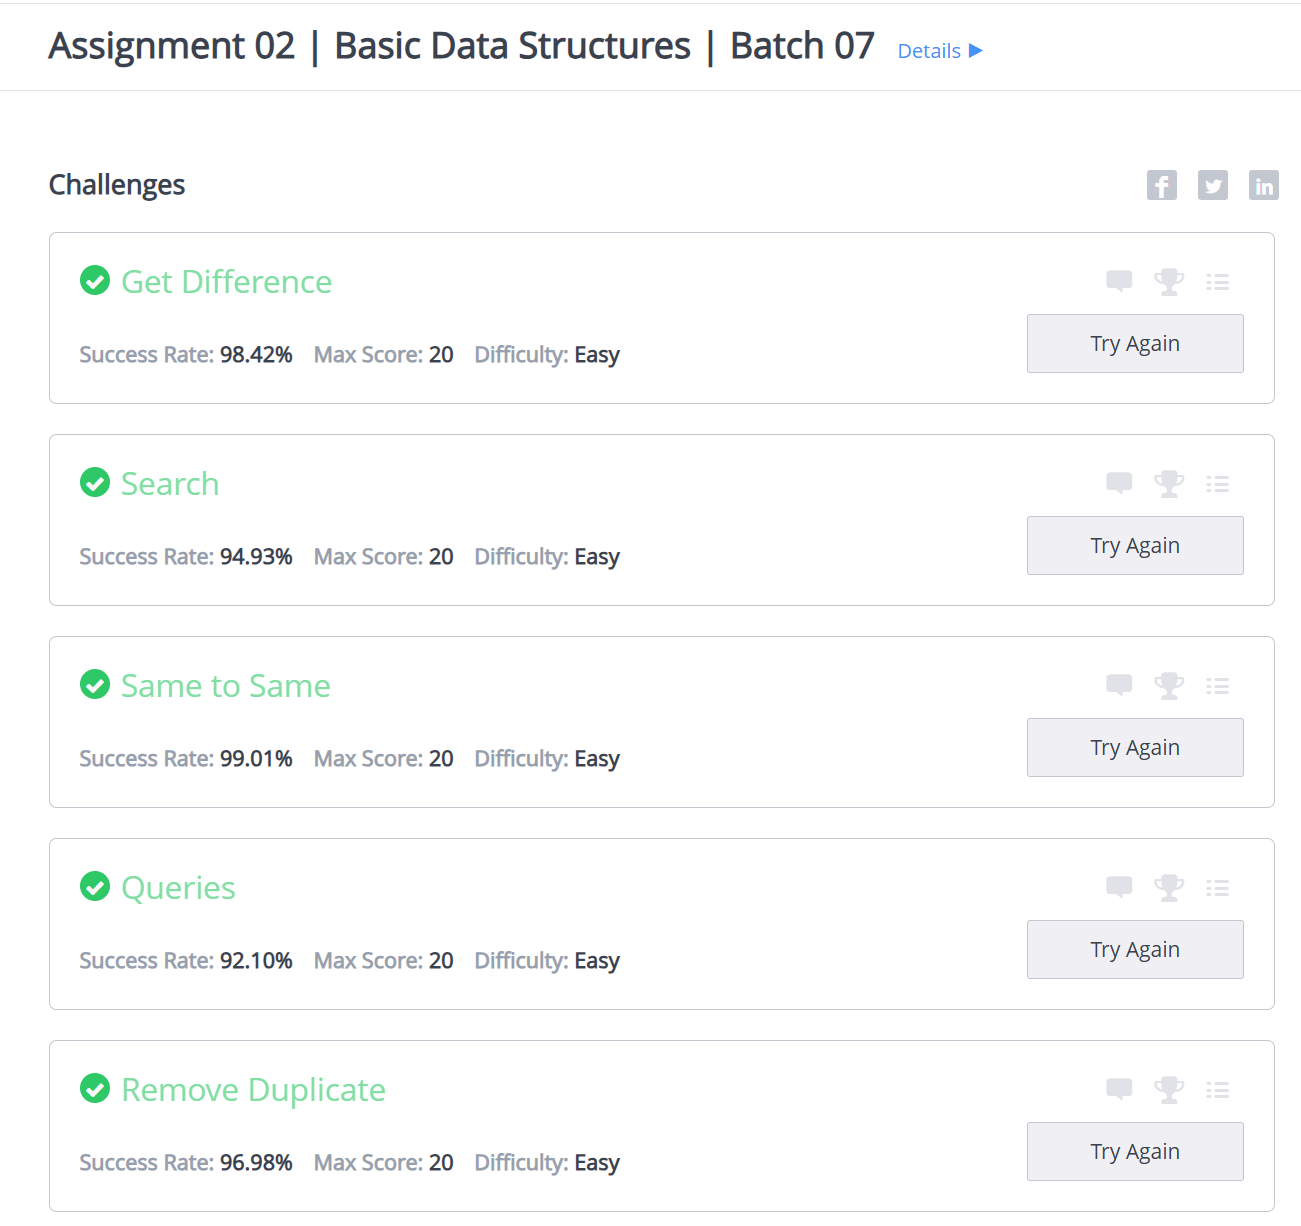 Assignment 02 | Basic Data Structures | Batch 07 Details ▶
Challenges
Get Difference
Success Rate: 98.42% Max Score: 20 Difficulty: Easy
Try Again
Search
Success Rate: 94.93% Max Score: 20 Difficulty: Easy
Try Again
Same to Same
Success Rate: 99.01% Max Score: 20 Difficulty: Easy
Try Again
Queries
Success Rate: 92.10% Max Score: 20 Difficulty: Easy
Try Again
Remove Duplicate
Success Rate: 96.98% Max Score: 20 Difficulty: Easy
Try Again